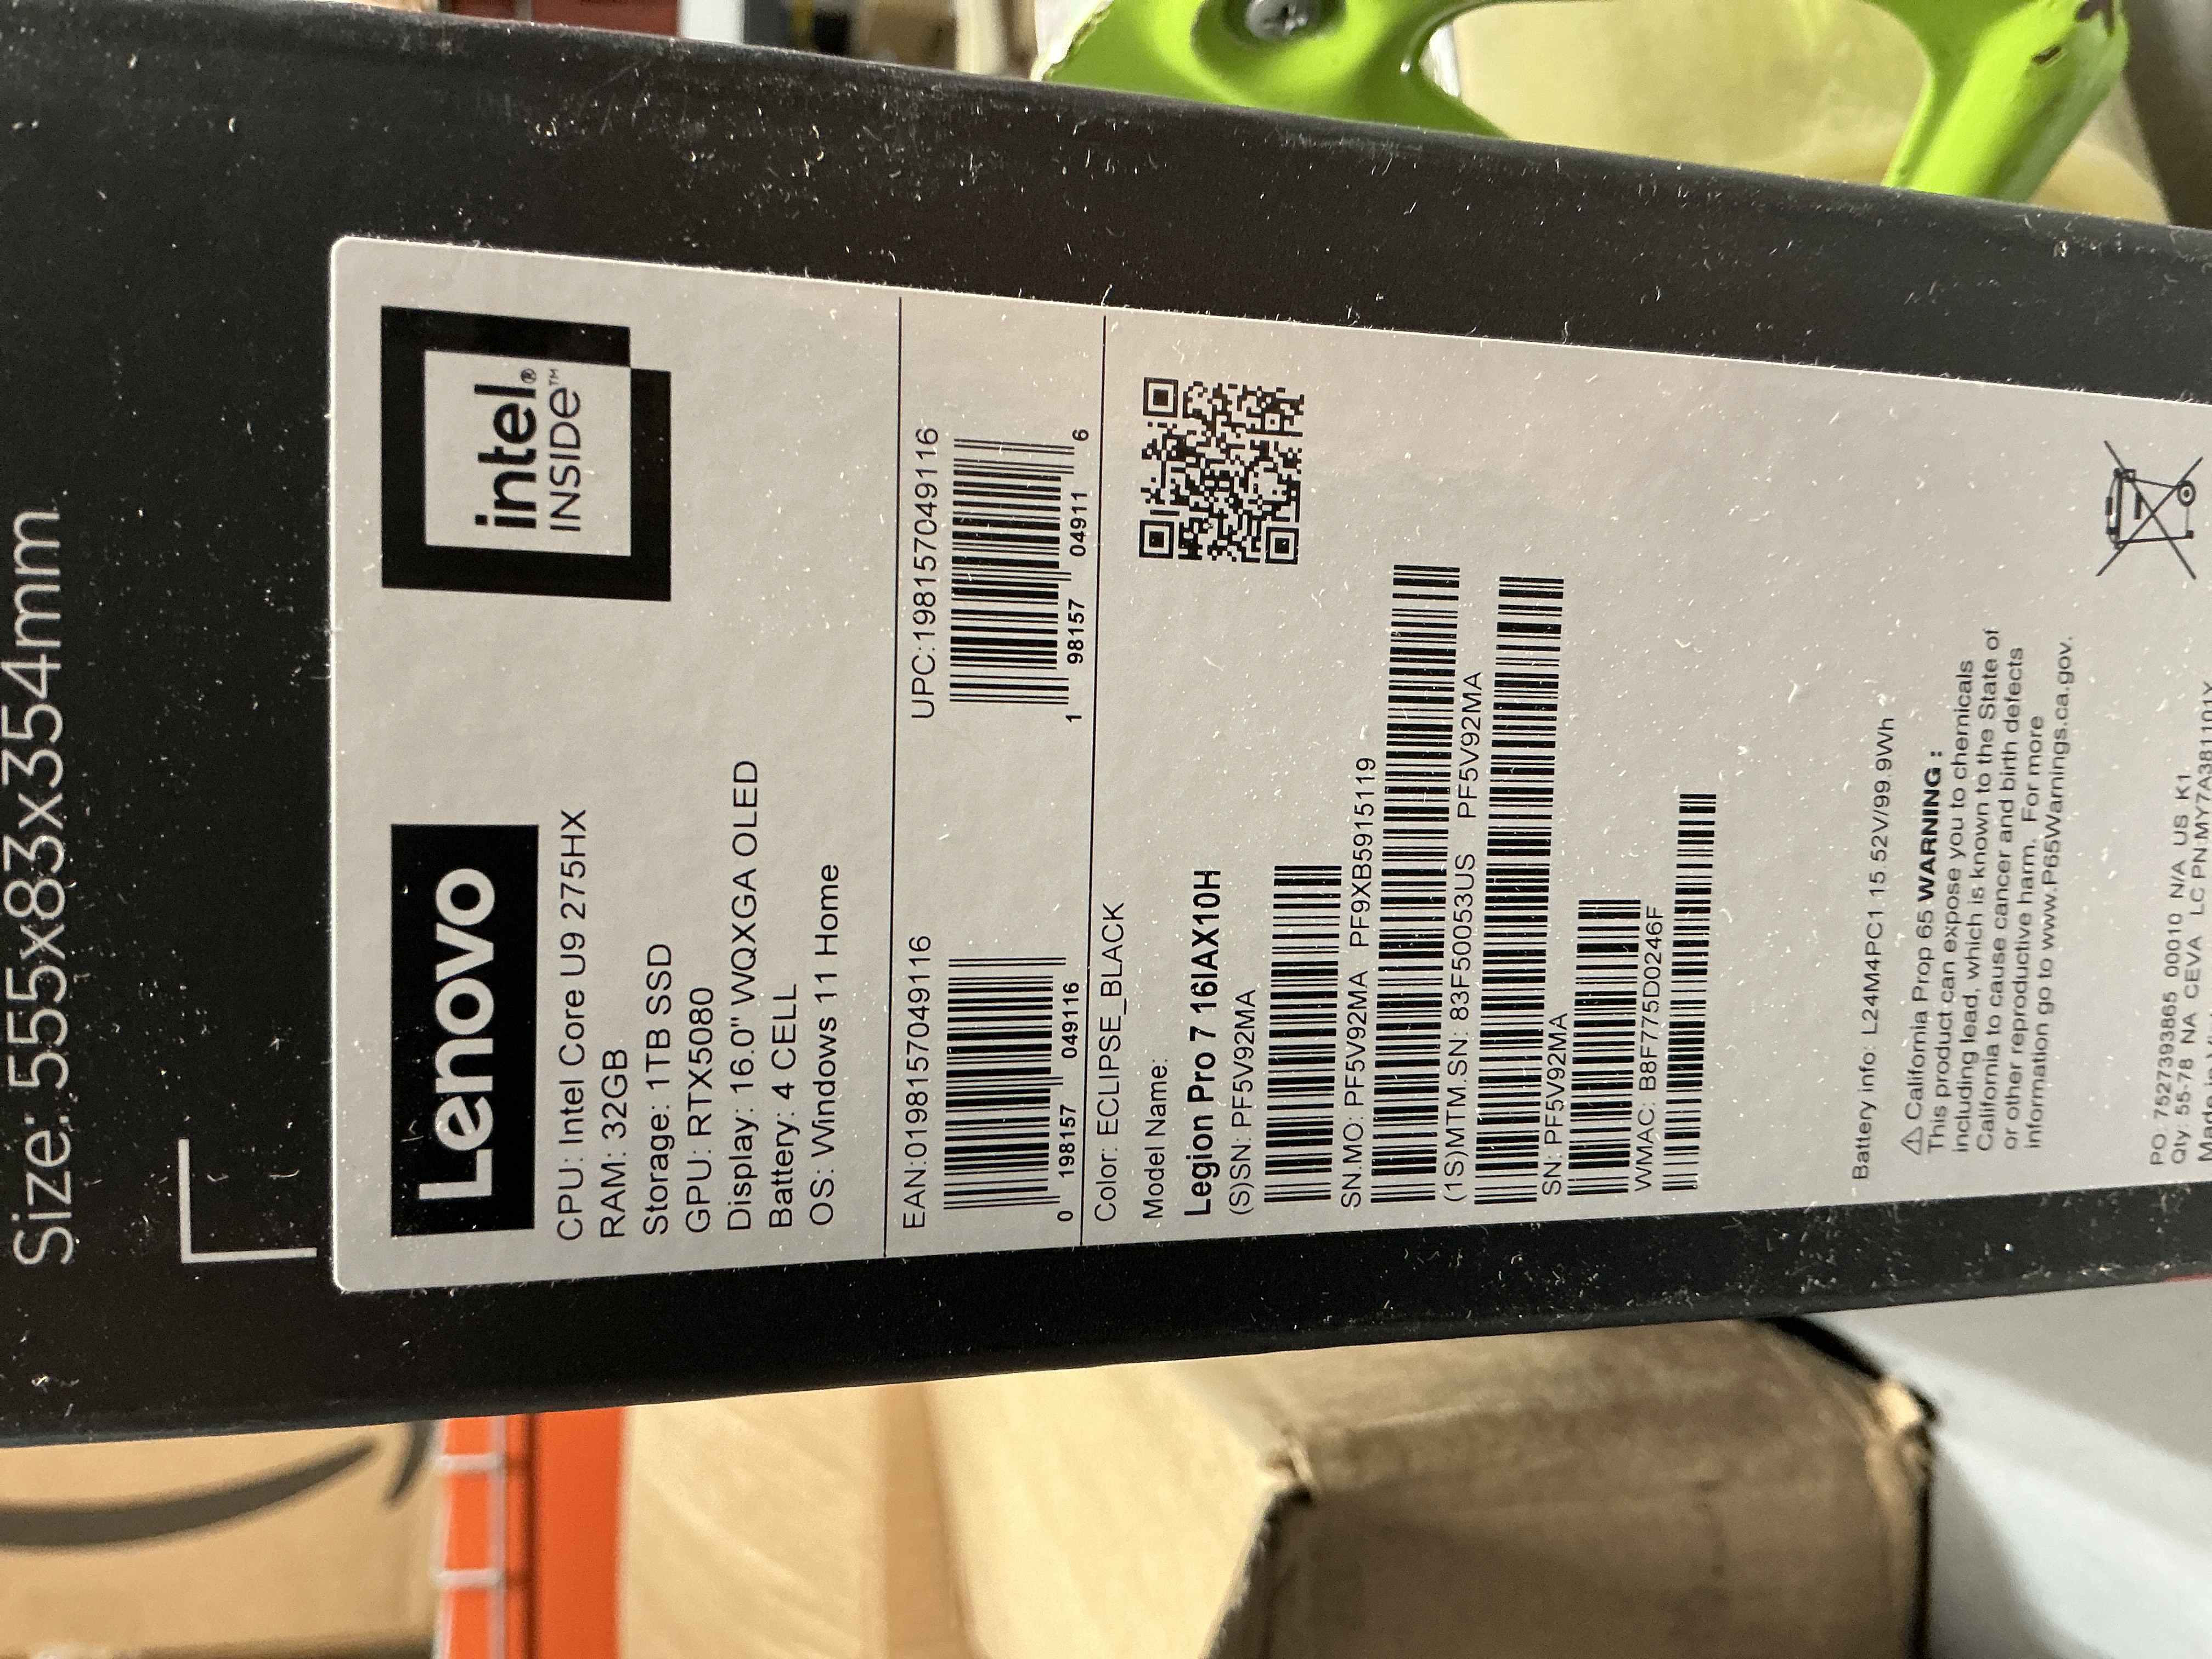 Size: 555x83x354mm
Lenovo
intel®
INSIDE™
CPU: Intel Core U9 275HX
RAM: 32GB
Storage: 1TB SSD
GPU: RTX5080
Display: 16.0" WQXGA OLED
Battery: 4 CELL
OS: Windows 11 Home
EAN:0198157049116
0 198157 049116
UPC:198157049116
1 98157 04911 6
Color: ECLIPSE_BLACK
Model Name:
Legion Pro 7 16IAX10H
(S)SN: PF5V92MA
SN.MO: PF5V92MA PF9XB5915119
(1S)MTM.SN: 83F50053US PF5V92MA
SN: PF5V92MA
WMAC: B8F775D0246F
Battery info: L24M4PC1 15.52V/99.9Wh
⚠ California Prop 65 WARNING :
This product can expose you to chemicals
including lead, which is known to the State of
California to cause cancer and birth defects
or other reproductive harm. For more
information go to www.P65Warnings.ca.gov.
PO: 7527393865 00010 N/A US K1
Qty: 55-78 NA CEVA LC PN:MY7A381101X